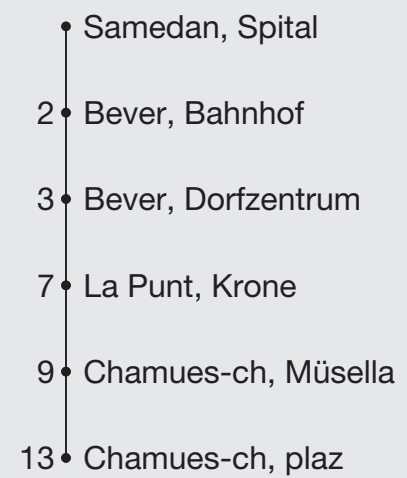 Samedan, Spital
2 Bever, Bahnhof
3 Bever, Dorfzentrum
7 La Punt, Krone
9 Chamues-ch, Müsella
13 Chamues-ch, plaz